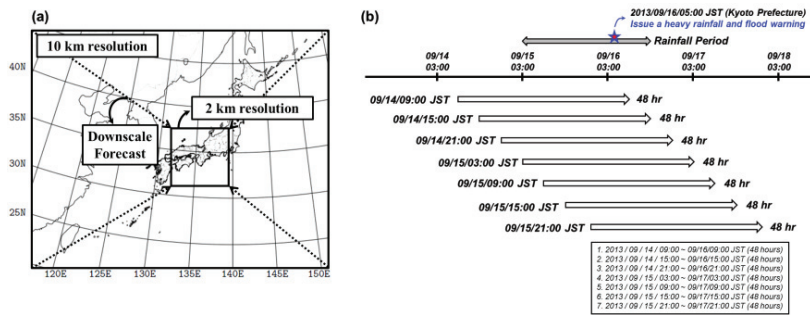 (a)
10 km resolution
2 km resolution
Downscale
Forecast
40N
35N
30N
25N
120E 125E 130E 135E 140E 145E 150E
(b)
2013/09/16/05:00 JST (Kyoto Prefecture)
Issue a heavy rainfall and flood warning
Rainfall Period
09/14 09/15 09/16 09/17 09/18
03:00 03:00 03:00 03:00 03:00
09/14/09:00 JST 48 hr
09/14/15:00 JST 48 hr
09/14/21:00 JST 48 hr
09/15/03:00 JST 48 hr
09/15/09:00 JST 48 hr
09/15/15:00 JST 48 hr
09/15/21:00 JST 48 hr
1. 2013 / 09 / 14 / 09:00 ~ 09/16/09:00 JST (48 hours)
2. 2013 / 09 / 14 / 15:00 ~ 09/16/15:00 JST (48 hours)
3. 2013 / 09 / 14 / 21:00 ~ 09/16/21:00 JST (48 hours)
4. 2013 / 09 / 15 / 03:00 ~ 09/17/03:00 JST (48 hours)
5. 2013 / 09 / 15 / 09:00 ~ 09/17/09:00 JST (48 hours)
6. 2013 / 09 / 15 / 15:00 ~ 09/17/15:00 JST (48 hours)
7. 2013 / 09 / 15 / 21:00 ~ 09/17/21:00 JST (48 hours)